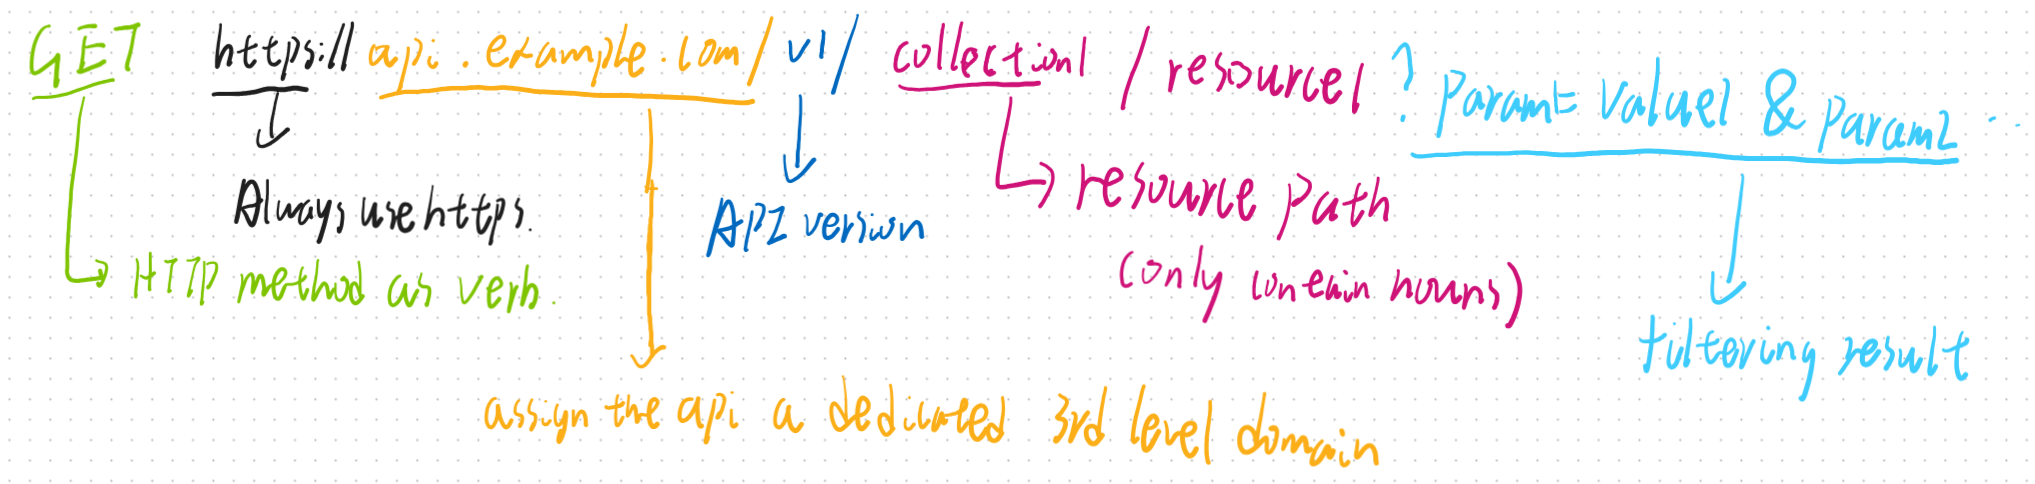 GET https:// api.example.com/ v1/ collection1 / resource1 ? Param1= Value1 & Param2 ...
Always use https.
HTTP method as verb.
API version
resource Path
(only contain nouns)
filtering result
assign the api a dedicated 3rd level domain